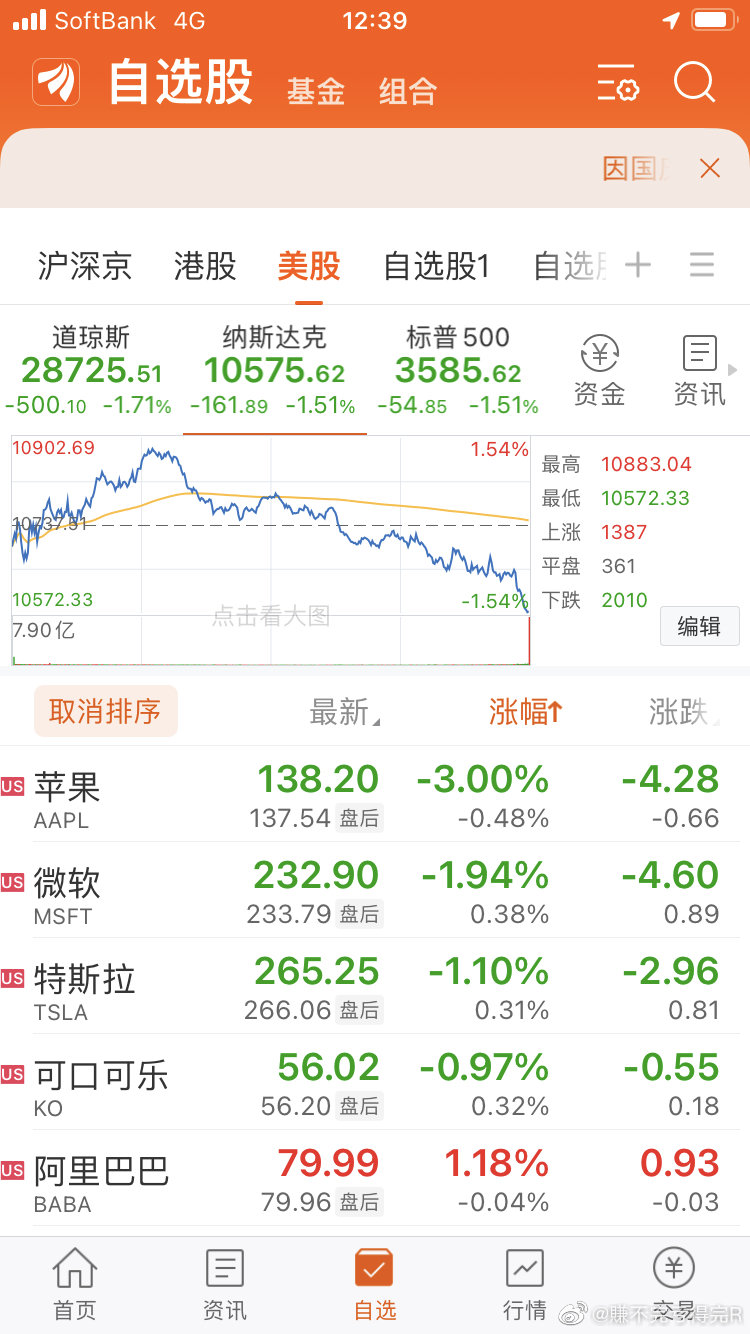 SoftBank 4G 12:39
自选股 基金 组合
因国
沪深京 港股 美股 自选股1 自选
道琼斯 纳斯达克 标普500
28725.51 10575.62 3585.62
-500.10 -1.71% -161.89 -1.51% -54.85 -1.51%
资金 资讯
10902.69 1.54%
10737.51
10572.33 -1.54%
点击看大图
7.90亿
最高 10883.04
最低 10572.33
上涨 1387
平盘 361
下跌 2010
编辑
取消排序 最新 涨幅↑ 涨跌
US 苹果 138.20 -3.00% -4.28
AAPL 137.54 盘后 -0.48% -0.66
US 微软 232.90 -1.94% -4.60
MSFT 233.79 盘后 0.38% 0.89
US 特斯拉 265.25 -1.10% -2.96
TSLA 266.06 盘后 0.31% 0.81
US 可口可乐 56.02 -0.97% -0.55
KO 56.20 盘后 0.32% 0.18
US 阿里巴巴 79.99 1.18% 0.93
BABA 79.96 盘后 -0.04% -0.03
首页 资讯 自选 行情 交易